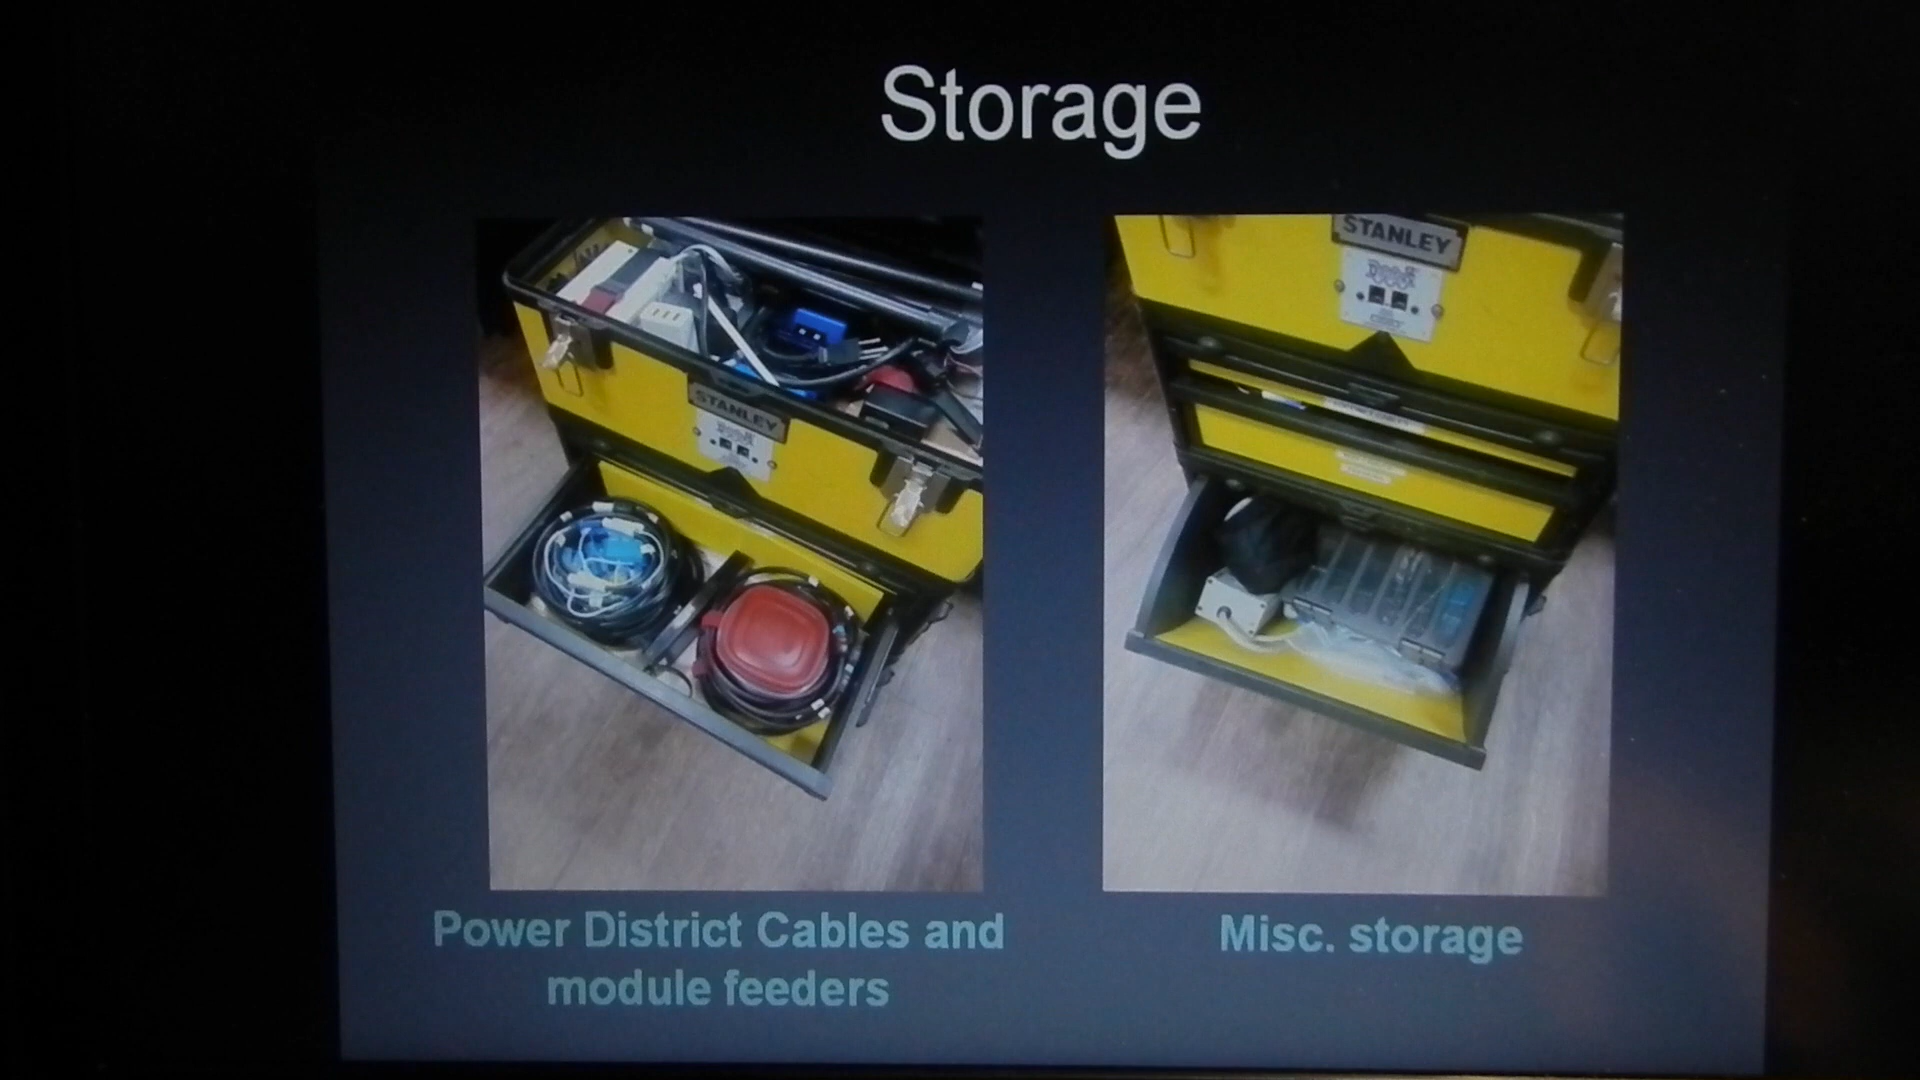 Storage
STANLEY
STANLEY
Power District Cables and
module feeders
Misc. storage